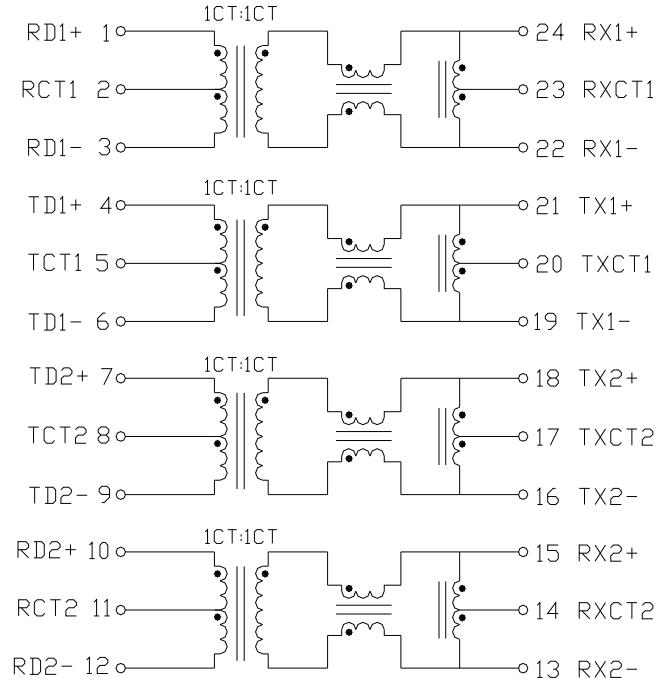 1CT:1CT
RD1+ 1 24 RX1+
RCT1 2 23 RXCT1
RD1- 3 22 RX1-
1CT:1CT
TD1+ 4 21 TX1+
TCT1 5 20 TXCT1
TD1- 6 19 TX1-
1CT:1CT
TD2+ 7 18 TX2+
TCT2 8 17 TXCT2
TD2- 9 16 TX2-
1CT:1CT
RD2+ 10 15 RX2+
RCT2 11 14 RXCT2
RD2- 12 13 RX2-